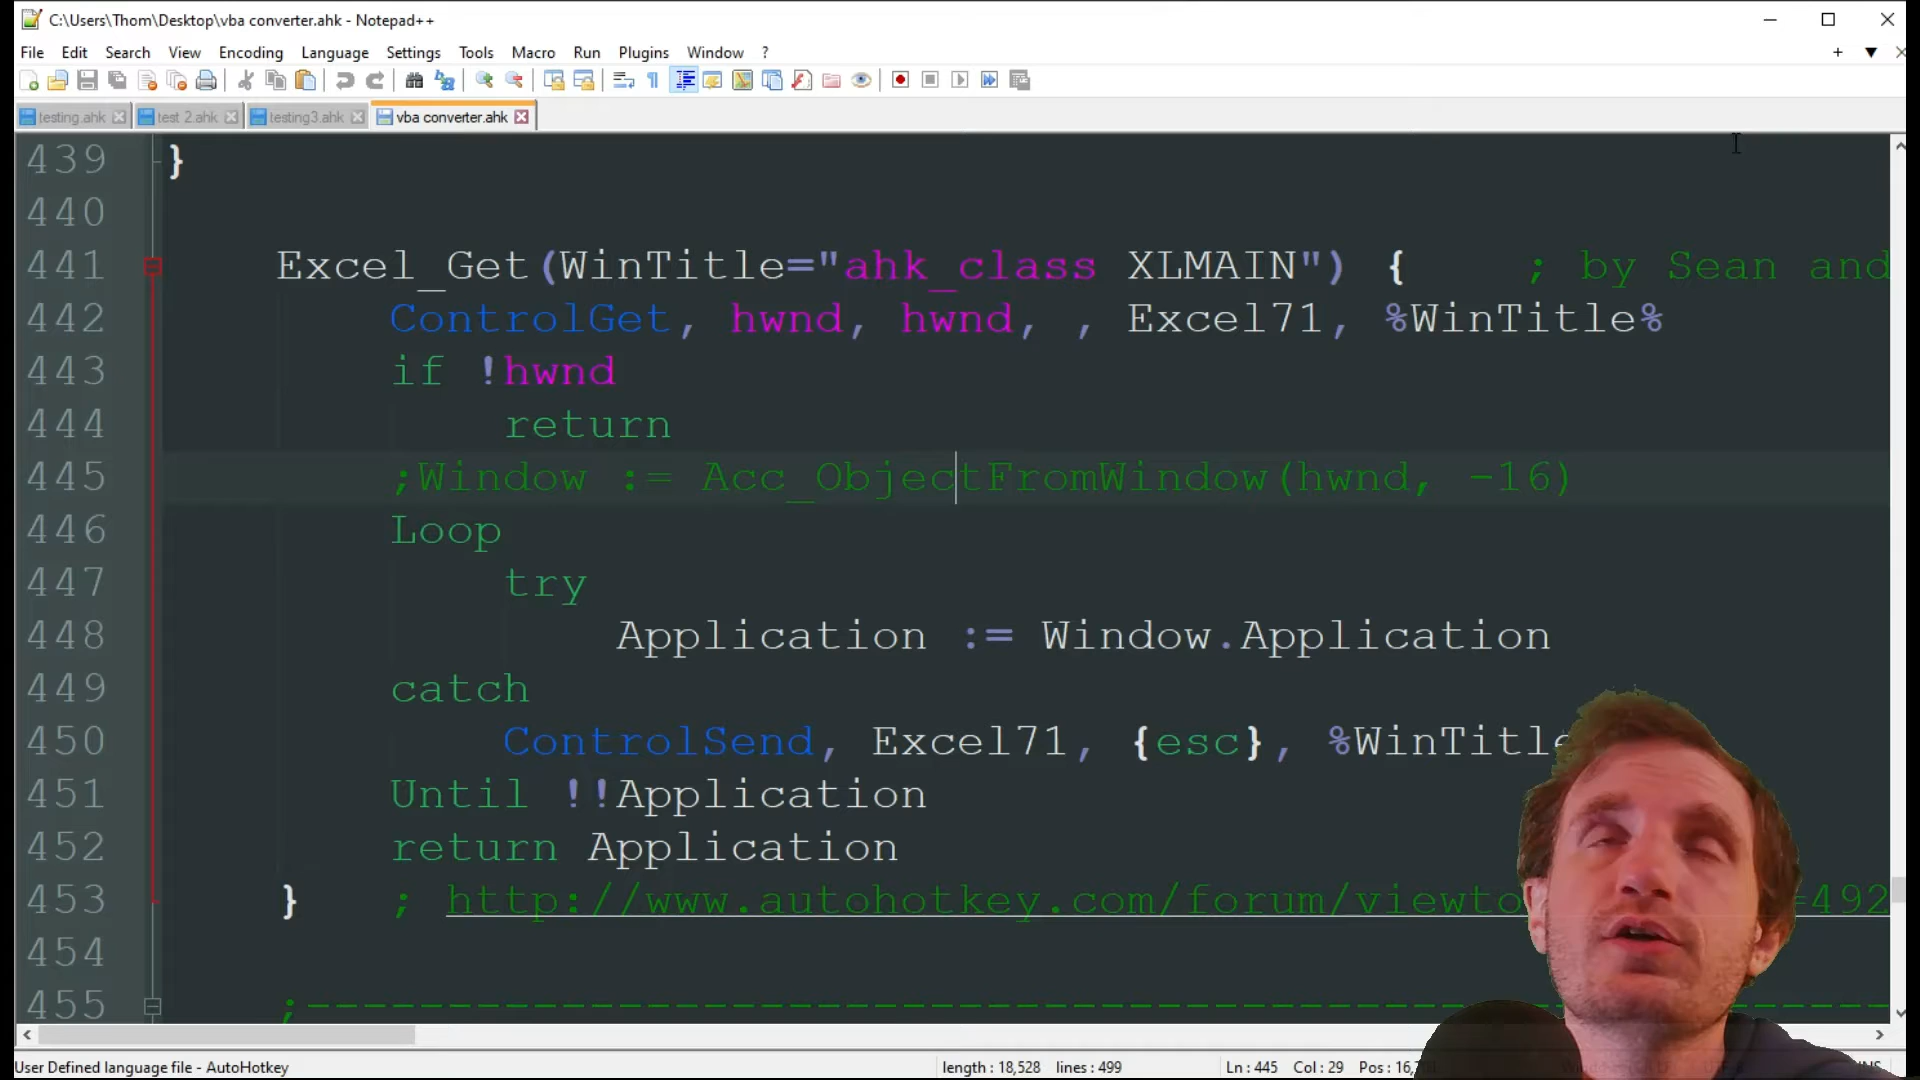 C:\Users\Thom\Desktop\vba converter.ahk - Notepad++
File Edit Search View Encoding Language Settings Tools Macro Run Plugins Window ?
testing.ahk test 2.ahk testing3.ahk vba converter.ahk
439 }
440
441 Excel_Get(WinTitle="ahk_class XLMAIN") { ; by Sean and
442 ControlGet, hwnd, hwnd, , Excel71, %WinTitle%
443 if !hwnd
444 return
445 ;Window := Acc_ObjectFromWindow(hwnd, -16)
446 Loop
447 try
448 Application := Window.Application
449 catch
450 ControlSend, Excel71, {esc}, %WinTitle
451 Until !!Application
452 return Application
453 } ; http://www.autohotkey.com/forum/viewto =492
454
455 ;------------------------------------------------
User Defined language file - AutoHotkey length : 18,528 lines : 499 Ln : 445 Col : 29 Pos : 16,